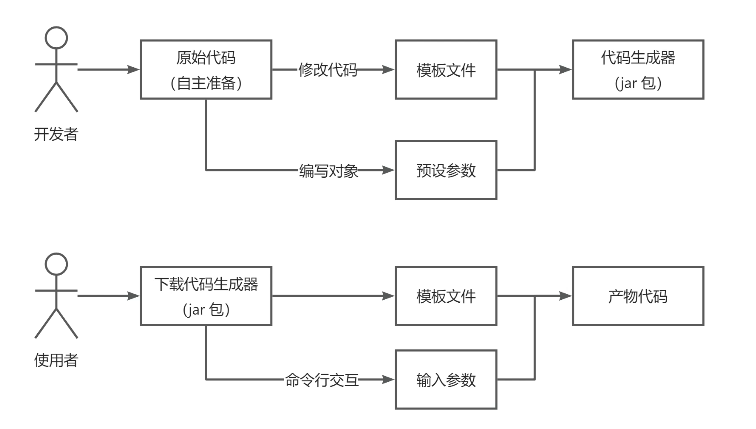 原始代码
(自主准备)
修改代码
模板文件
代码生成器
(jar 包)
开发者
编写对象
预设参数
下载代码生成器
(jar 包)
模板文件
产物代码
使用者
命令行交互
输入参数